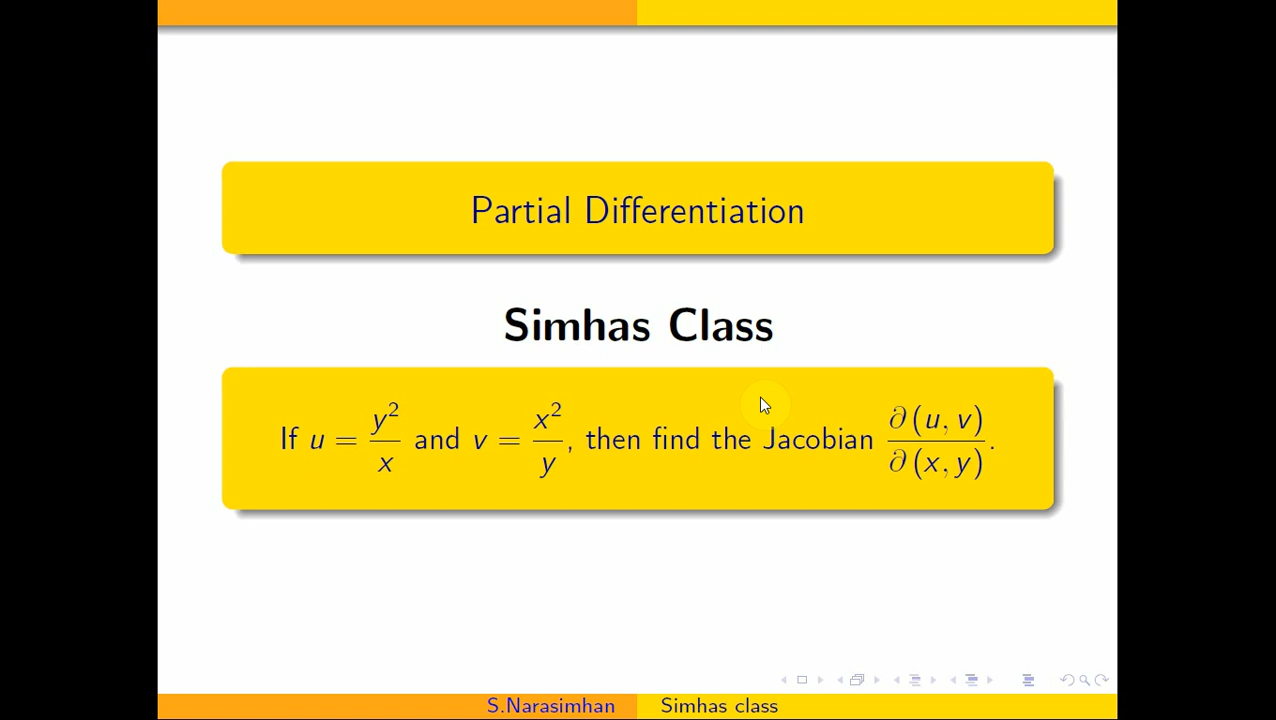 Partial Differentiation
Simhas Class
If u = y²/x and v = x²/y, then find the Jacobian ∂(u, v)/∂(x, y).
S.Narasimhan Simhas class